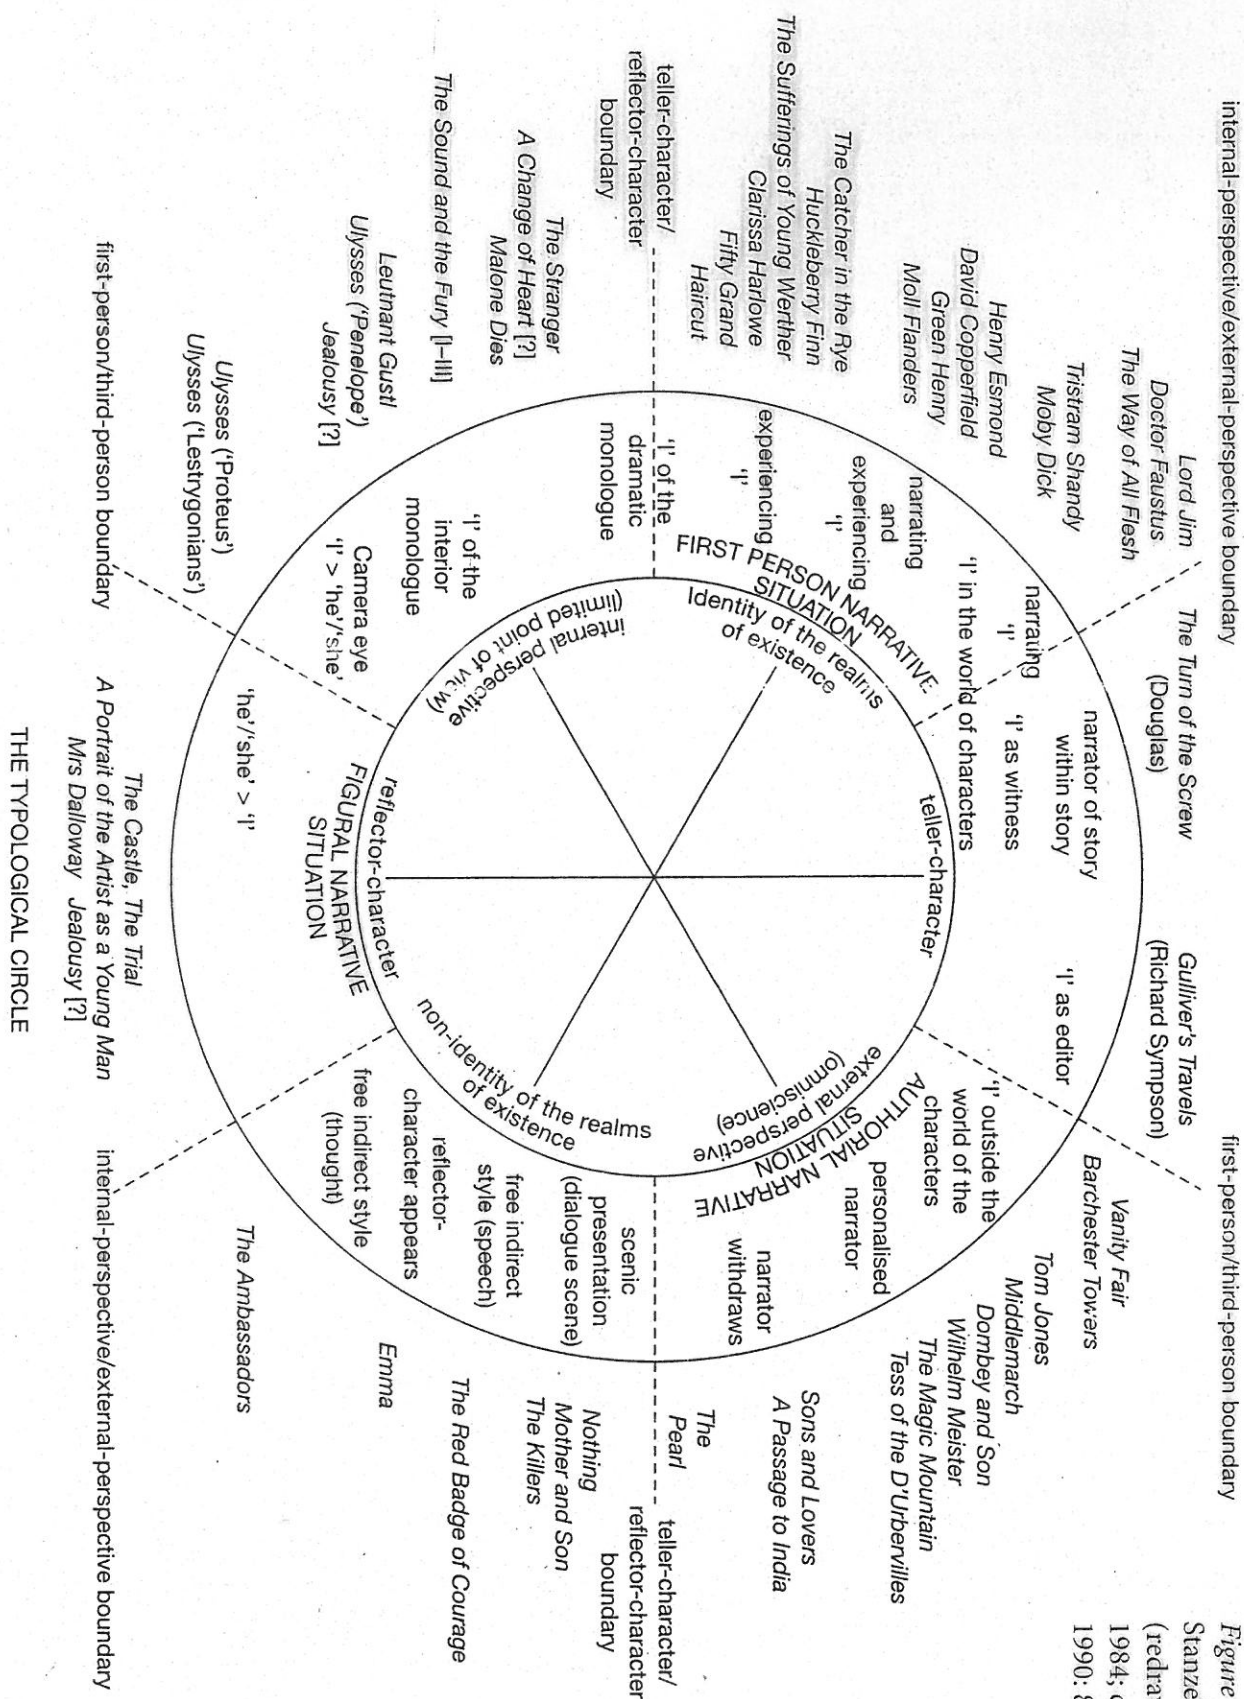 internal-perspective/external-perspective boundary
first-person/third-person boundary
Figure
Stanze
(redra
1984;
1990:
Lord Jim
Doctor Faustus
The Way of All Flesh
Tristram Shandy
Moby Dick
Henry Esmond
David Copperfield
Green Henry
Moll Flanders
The Catcher in the Rye
Huckleberry Finn
The Sufferings of Young Werther
Clarissa Harlowe
Fifty Grand
Haircut
The Turn of the Screw
(Douglas)
Gulliver's Travels
(Richard Sympson)
Vanity Fair
Barchester Towers
Tom Jones
Middlemarch
Dombey and Son
Wilhelm Meister
The Magic Mountain
Tess of the D'Urbervilles
Sons and Lovers
A Passage to India
The
Pearl
narrator of story
within story
'I' as editor
narrating
'I'
'I' as witness
'I' in the world of characters
narrating
and
experiencing
'I'
experiencing
'I'
'I' outside the
world of the
characters
personalised
narrator
narrator
withdraws
teller-character
FIRST PERSON NARRATIVE
SITUATION
Identity of the realms
of existence
AUTHORIAL NARRATIVE
SITUATION
external perspective
(omniscience)
teller-character/
reflector-character
boundary
teller-character/
reflector-character
boundary
'I' of the
dramatic
monologue
'I' of the
interior
monologue
Camera eye
'I' > 'he'/'she'
'he'/'she' > 'I'
internal perspective
(limited point of view)
reflector-character
FIGURAL NARRATIVE
SITUATION
non-identity of the realms
of existence
scenic
presentation
(dialogue scene)
free indirect
style (speech)
reflector-
character appears
free indirect style
(thought)
The Stranger
A Change of Heart [?]
Malone Dies
The Sound and the Fury [I–III]
Leutnant Gustl
Ulysses ('Penelope')
Jealousy [?]
Ulysses ('Proteus')
Ulysses ('Lestrygonians')
Nothing
Mother and Son
The Killers
The Red Badge of Courage
Emma
The Ambassadors
The Castle, The Trial
A Portrait of the Artist as a Young Man
Mrs Dalloway Jealousy [?]
first-person/third-person boundary
internal-perspective/external-perspective boundary
THE TYPOLOGICAL CIRCLE